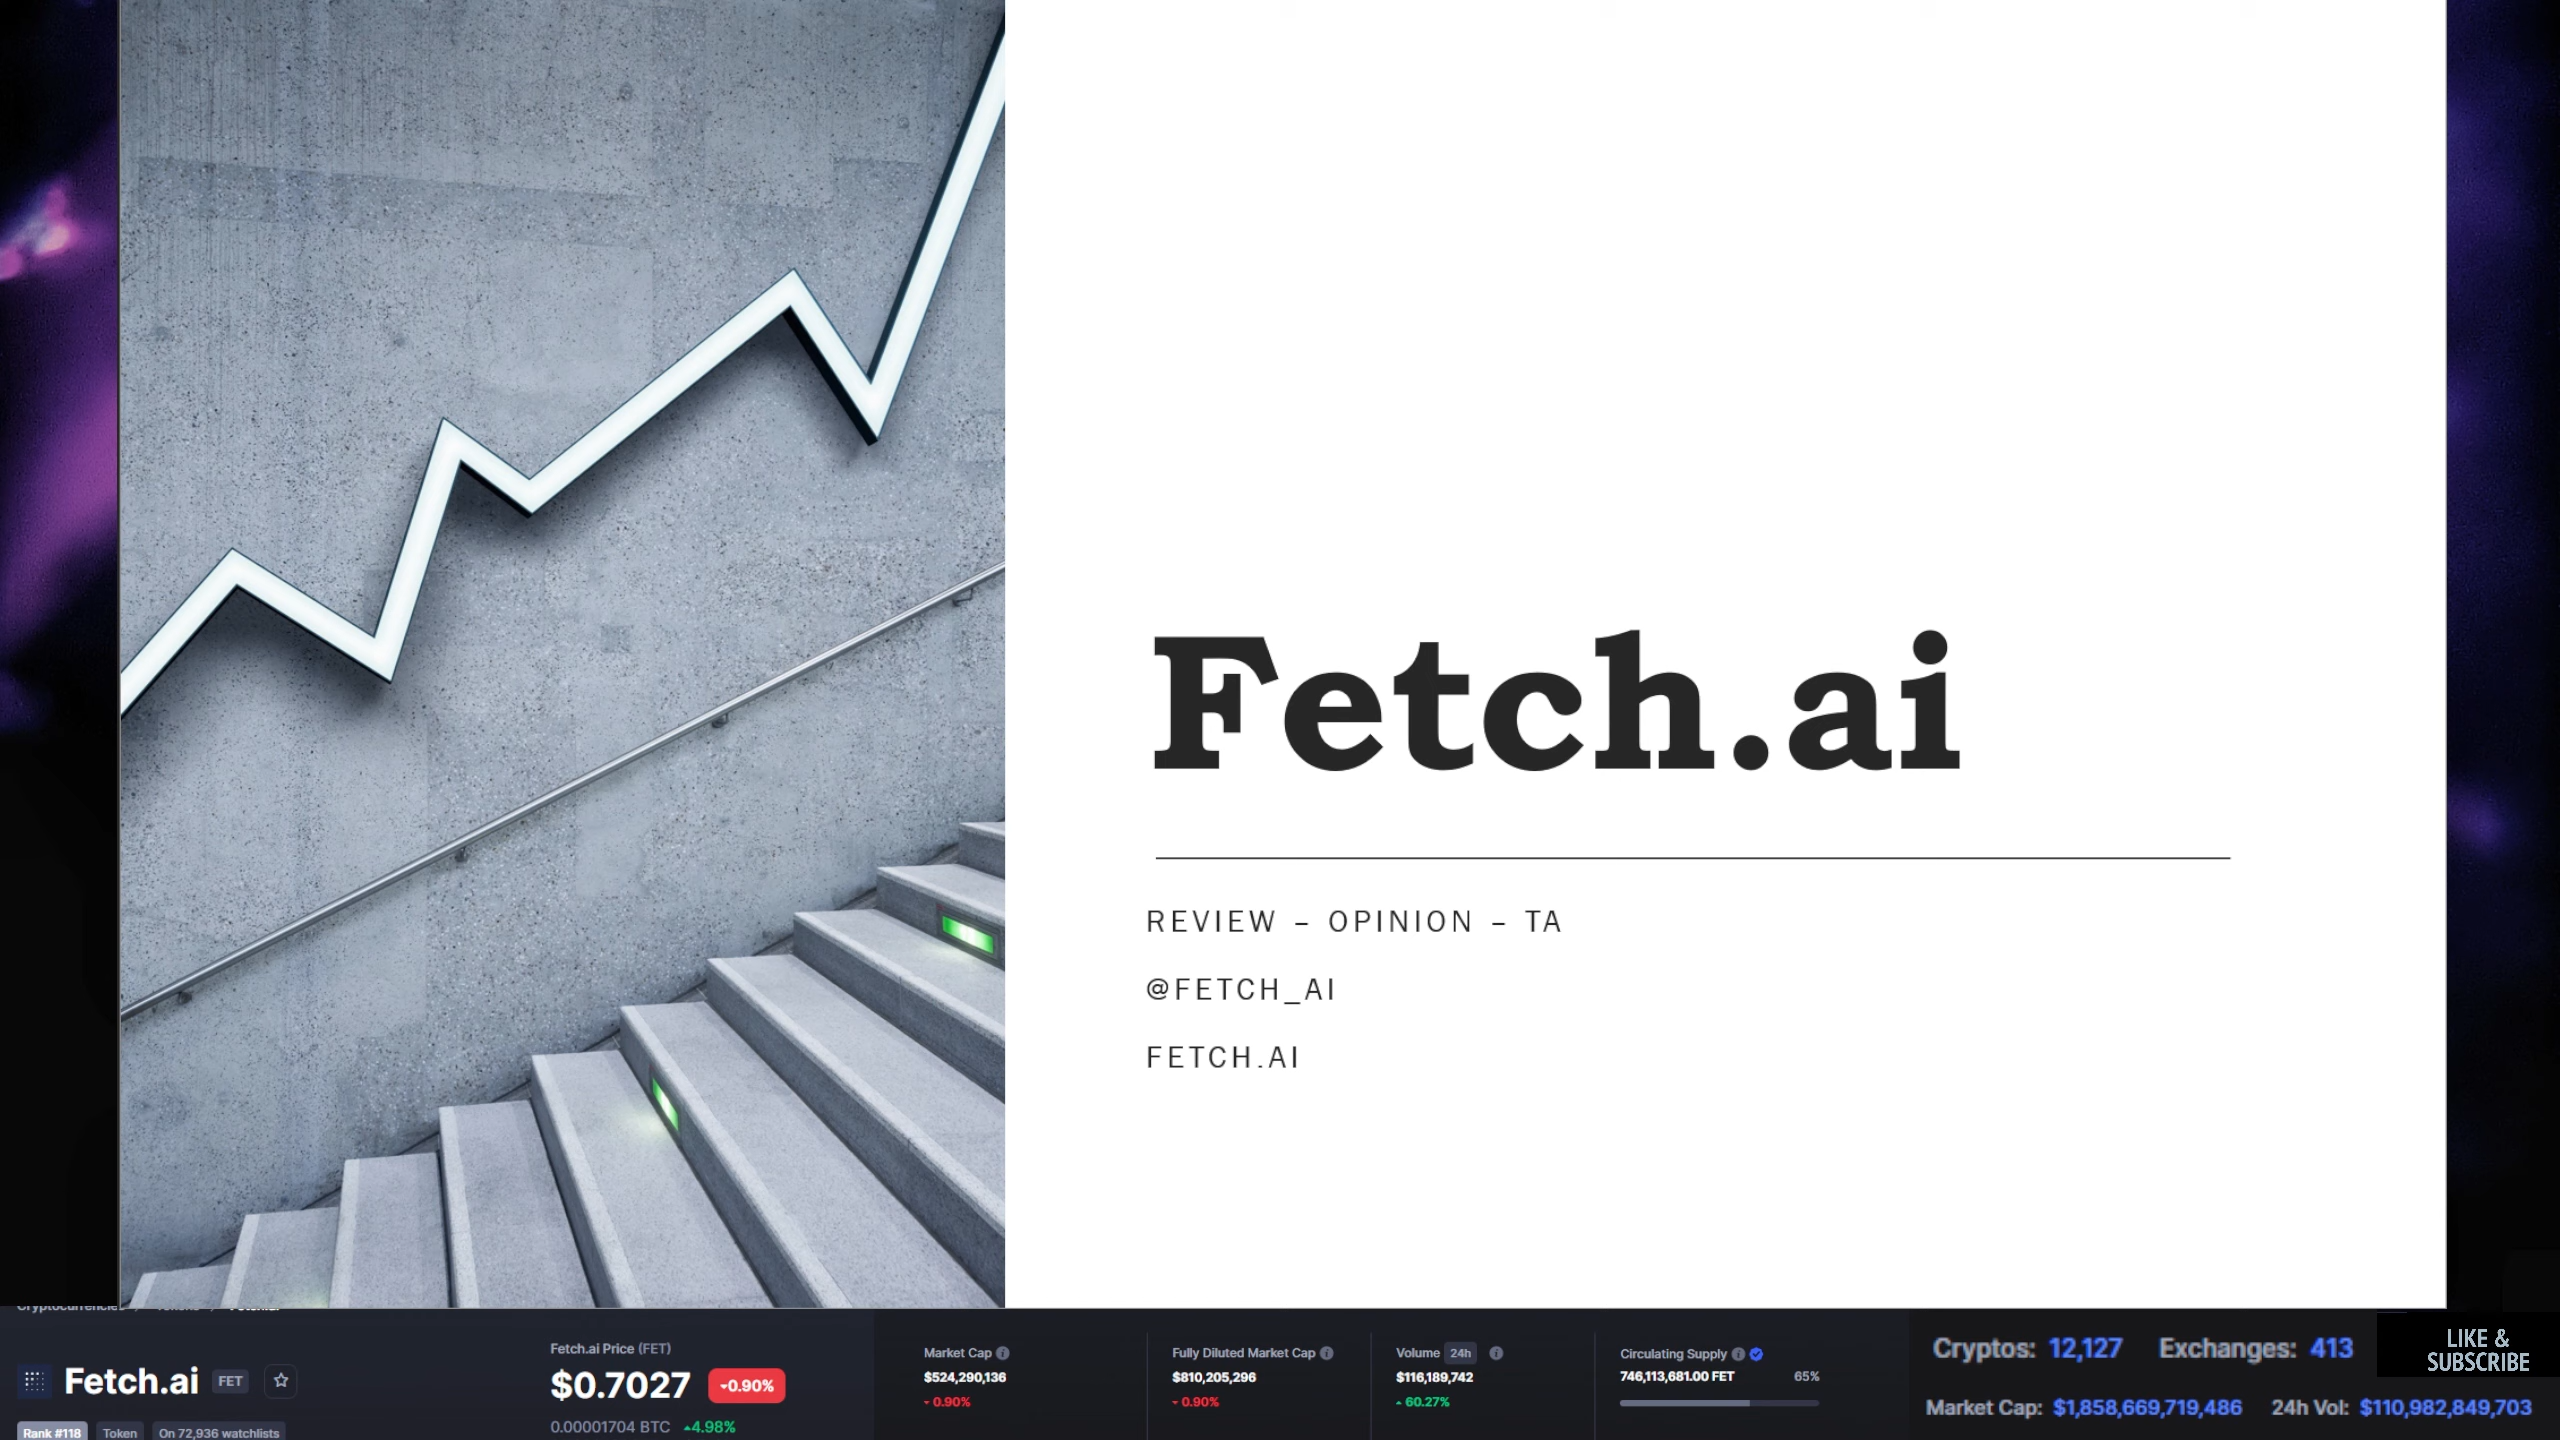 Fetch.ai
REVIEW – OPINION – TA
@FETCH_AI
FETCH.AI
Fetch.ai FET
Rank #118 Token On 72,936 watchlists
Fetch.ai Price (FET)
$0.7027 0.90%
0.00001704 BTC 4.98%
Market Cap
$524,290,136
0.90%
Fully Diluted Market Cap
$810,205,296
0.90%
Volume 24h
$116,189,742
60.27%
Circulating Supply
746,113,681.00 FET 65%
Cryptos: 12,127 Exchanges: 413
Market Cap: $1,858,669,719,486 24h Vol: $110,982,849,703
LIKE &
SUBSCRIBE